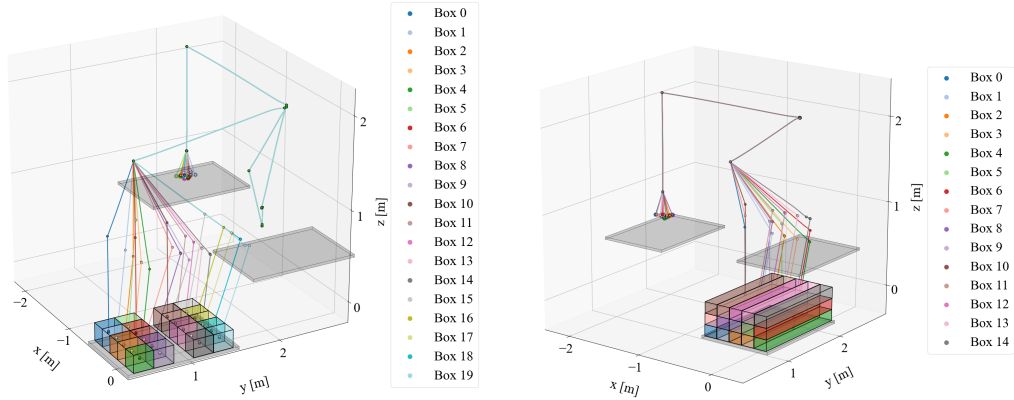 Box 0
Box 1
Box 2
Box 3
Box 4
Box 5
Box 6
Box 7
Box 8
Box 9
Box 10
Box 11
Box 12
Box 13
Box 14
Box 15
Box 16
Box 17
Box 18
Box 19
2
1
0
z [m]
−2
−1
0
x [m]
1
2
y [m]
Box 0
Box 1
Box 2
Box 3
Box 4
Box 5
Box 6
Box 7
Box 8
Box 9
Box 10
Box 11
Box 12
Box 13
Box 14
2
1
0
z [m]
−2
−1
0
x [m]
1
2
y [m]